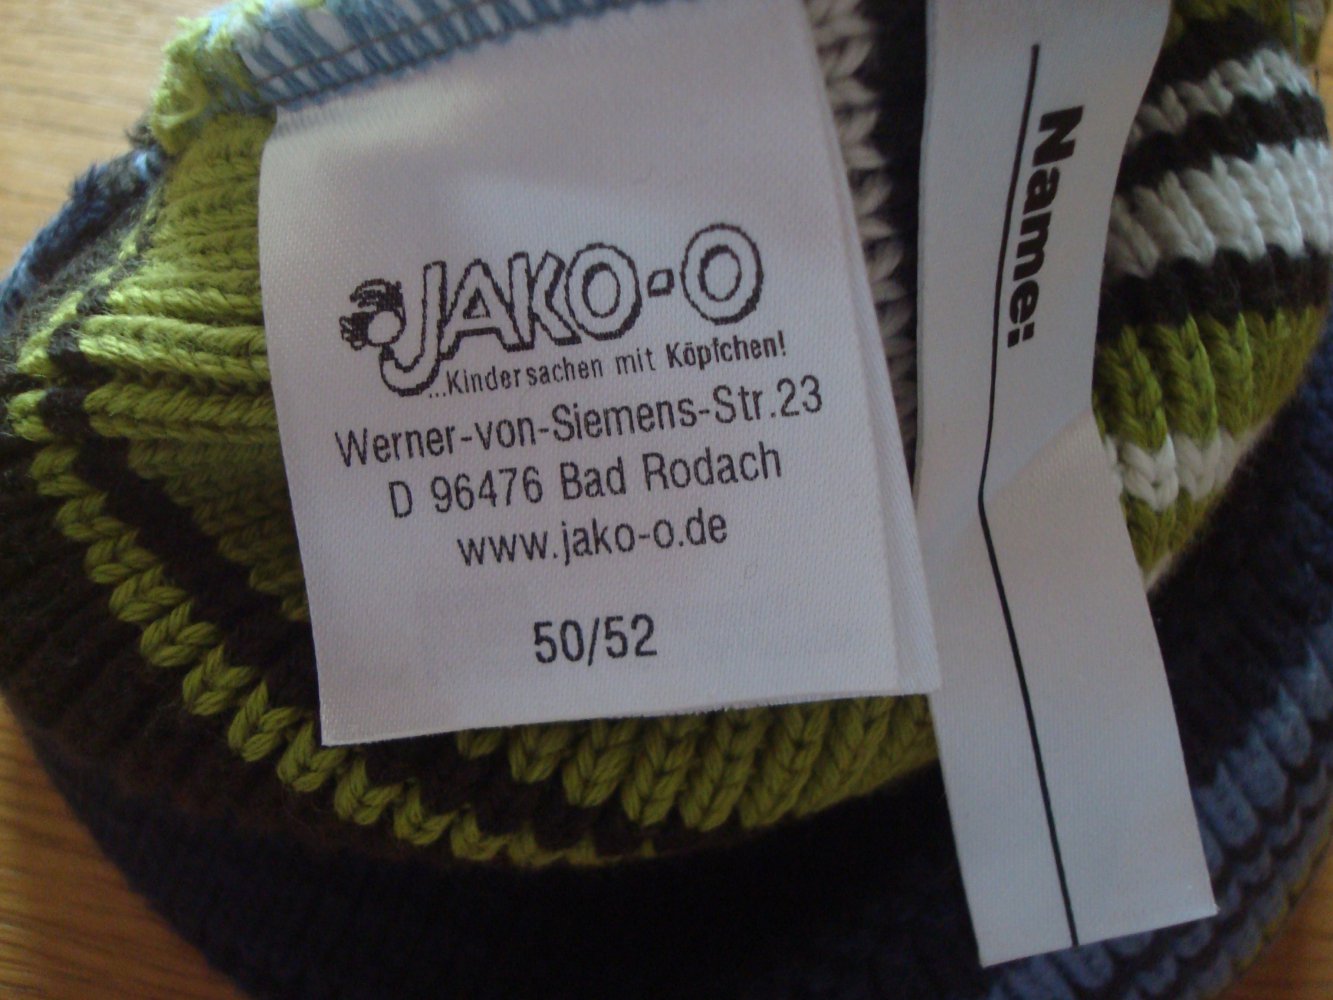 JAKO-O
...Kindersachen mit Köpfchen!
Werner-von-Siemens-Str.23
D 96476 Bad Rodach
www.jako-o.de
50/52
Name: